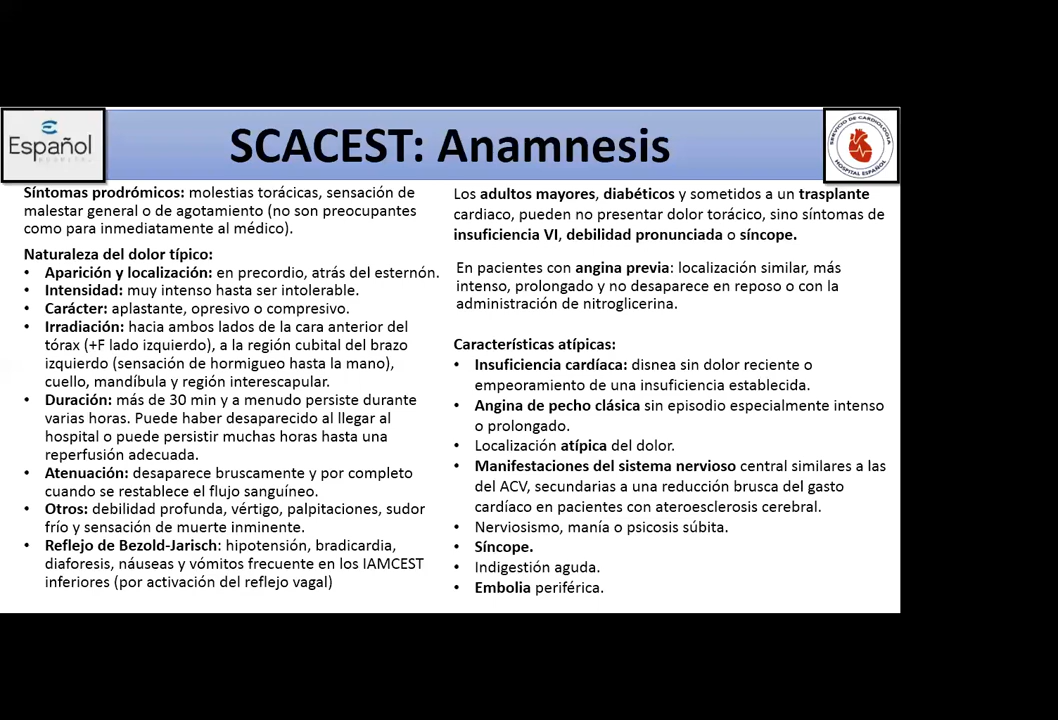 Español
SCACEST: Anamnesis
SERVICIO DE CARDIOLOGIA
HOSPITAL ESPAÑOL
Síntomas prodrómicos: molestias torácicas, sensación de
malestar general o de agotamiento (no son preocupantes
como para inmediatamente al médico).
Naturaleza del dolor típico:
• Aparición y localización: en precordio, atrás del esternón.
• Intensidad: muy intenso hasta ser intolerable.
• Carácter: aplastante, opresivo o compresivo.
• Irradiación: hacia ambos lados de la cara anterior del
tórax (+F lado izquierdo), a la región cubital del brazo
izquierdo (sensación de hormigueo hasta la mano),
cuello, mandíbula y región interescapular.
• Duración: más de 30 min y a menudo persiste durante
varias horas. Puede haber desaparecido al llegar al
hospital o puede persistir muchas horas hasta una
reperfusión adecuada.
• Atenuación: desaparece bruscamente y por completo
cuando se restablece el flujo sanguíneo.
• Otros: debilidad profunda, vértigo, palpitaciones, sudor
frío y sensación de muerte inminente.
• Reflejo de Bezold-Jarisch: hipotensión, bradicardia,
diaforesis, náuseas y vómitos frecuente en los IAMCEST
inferiores (por activación del reflejo vagal)
Los adultos mayores, diabéticos y sometidos a un trasplante
cardiaco, pueden no presentar dolor torácico, sino síntomas de
insuficiencia VI, debilidad pronunciada o síncope.
En pacientes con angina previa: localización similar, más
intenso, prolongado y no desaparece en reposo o con la
administración de nitroglicerina.
Características atípicas:
• Insuficiencia cardíaca: disnea sin dolor reciente o
empeoramiento de una insuficiencia establecida.
• Angina de pecho clásica sin episodio especialmente intenso
o prolongado.
• Localización atípica del dolor.
• Manifestaciones del sistema nervioso central similares a las
del ACV, secundarias a una reducción brusca del gasto
cardíaco en pacientes con ateroesclerosis cerebral.
• Nerviosismo, manía o psicosis súbita.
• Síncope.
• Indigestión aguda.
• Embolia periférica.